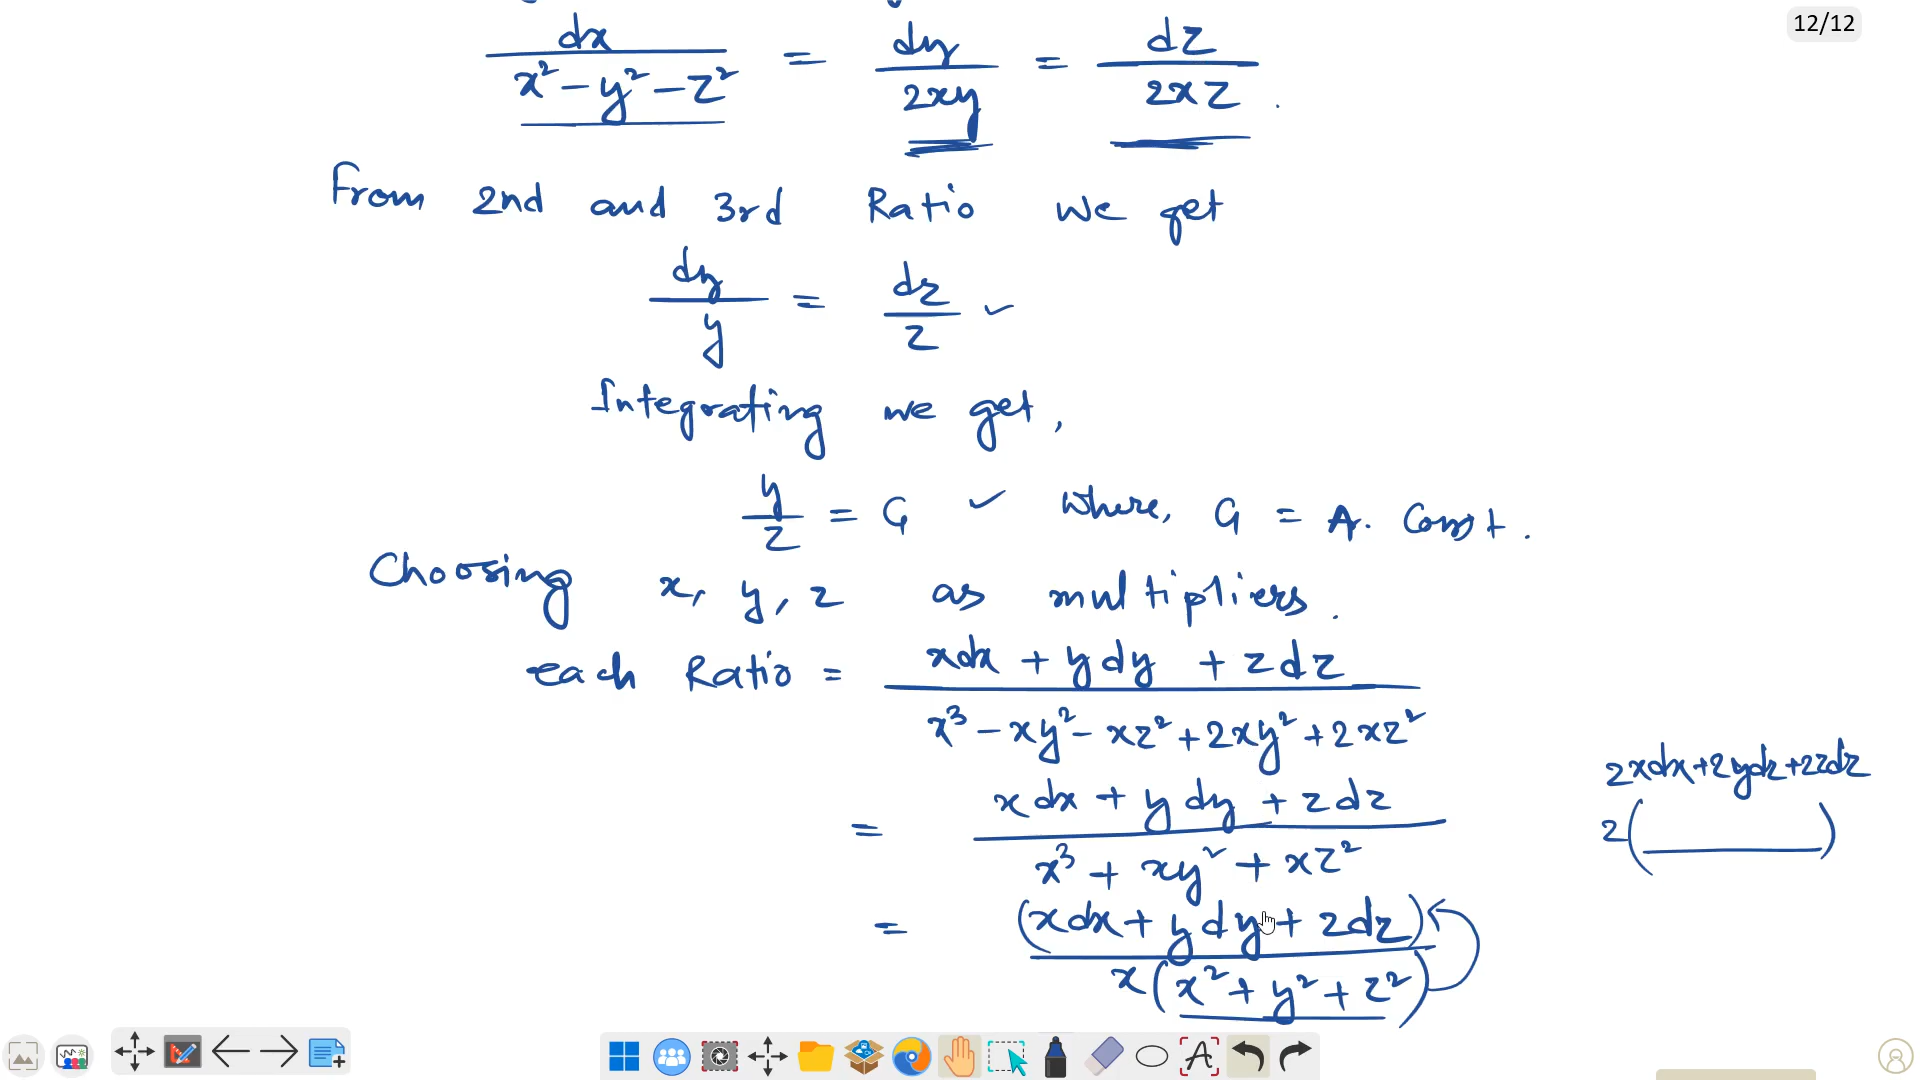 12/12
dx/(x² - y² - z²) = dy/(2xy) = dz/(2xz) .
From 2nd and 3rd Ratio we get
dy/y = dz/z ✓
Integrating we get,
y/z = C₁ ✓ where, C₁ = A. Const.
Choosing x, y, z as multipliers.
each Ratio = (xdx + ydy + zdz)/(x³ - xy² - xz² + 2xy² + 2xz²)
= (xdx + ydy + zdz)/(x³ + xy² + xz²)
2xdx+2ydz+2zdz
2( )
= (xdx + ydy + zdz)/x(x² + y² + z²)